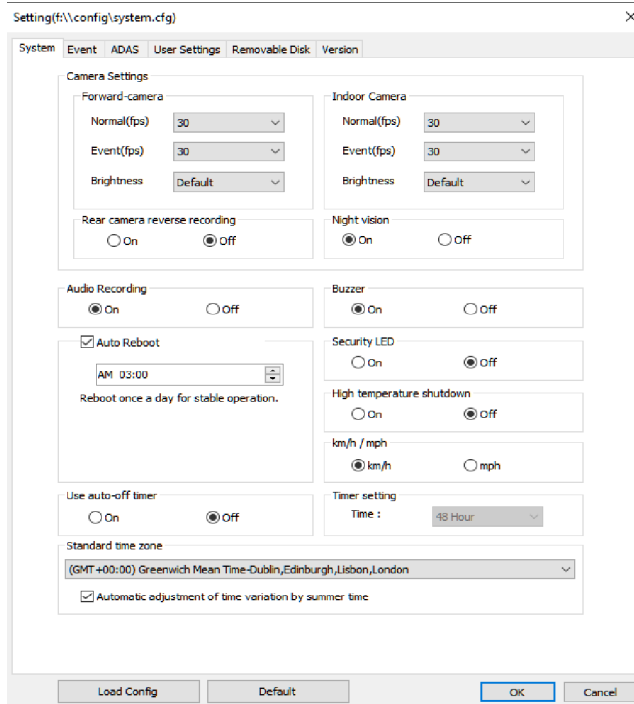 Setting(f:\\config\system.cfg)
System Event ADAS User Settings Removable Disk Version
Camera Settings
Forward-camera Indoor Camera
Normal(fps) 30 Normal(fps) 30
Event(fps) 30 Event(fps) 30
Brightness Default Brightness Default
Rear camera reverse recording Night vision
On Off On Off
Audio Recording Buzzer
On Off On Off
Auto Reboot Security LED
On Off
AM 03:00
Reboot once a day for stable operation. High temperature shutdown
On Off
km/h / mph
km/h mph
Use auto-off timer Timer setting
On Off Time : 48 Hour
Standard time zone
(GMT+00:00) Greenwich Mean Time-Dublin,Edinburgh,Lisbon,London
Automatic adjustment of time variation by summer time
Load Config Default OK Cancel